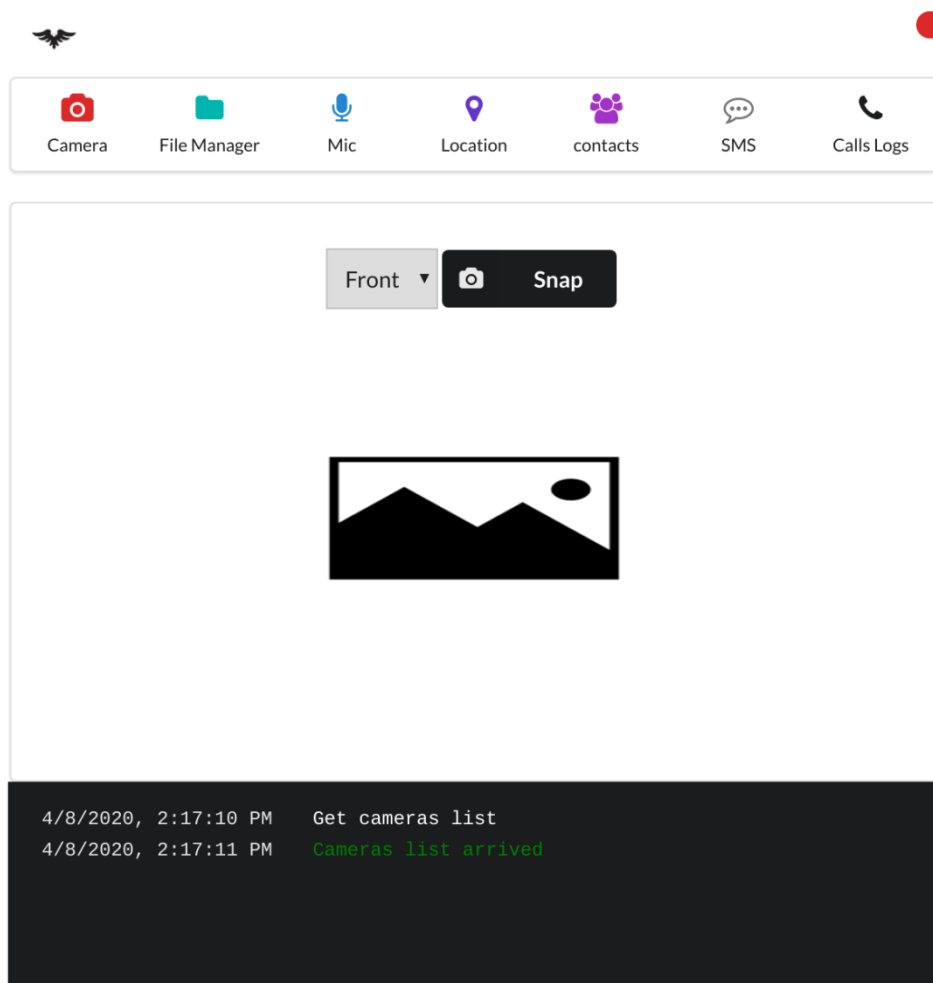 Camera File Manager Mic Location contacts SMS Calls Logs
Front Snap
4/8/2020, 2:17:10 PM Get cameras list
4/8/2020, 2:17:11 PM Cameras list arrived